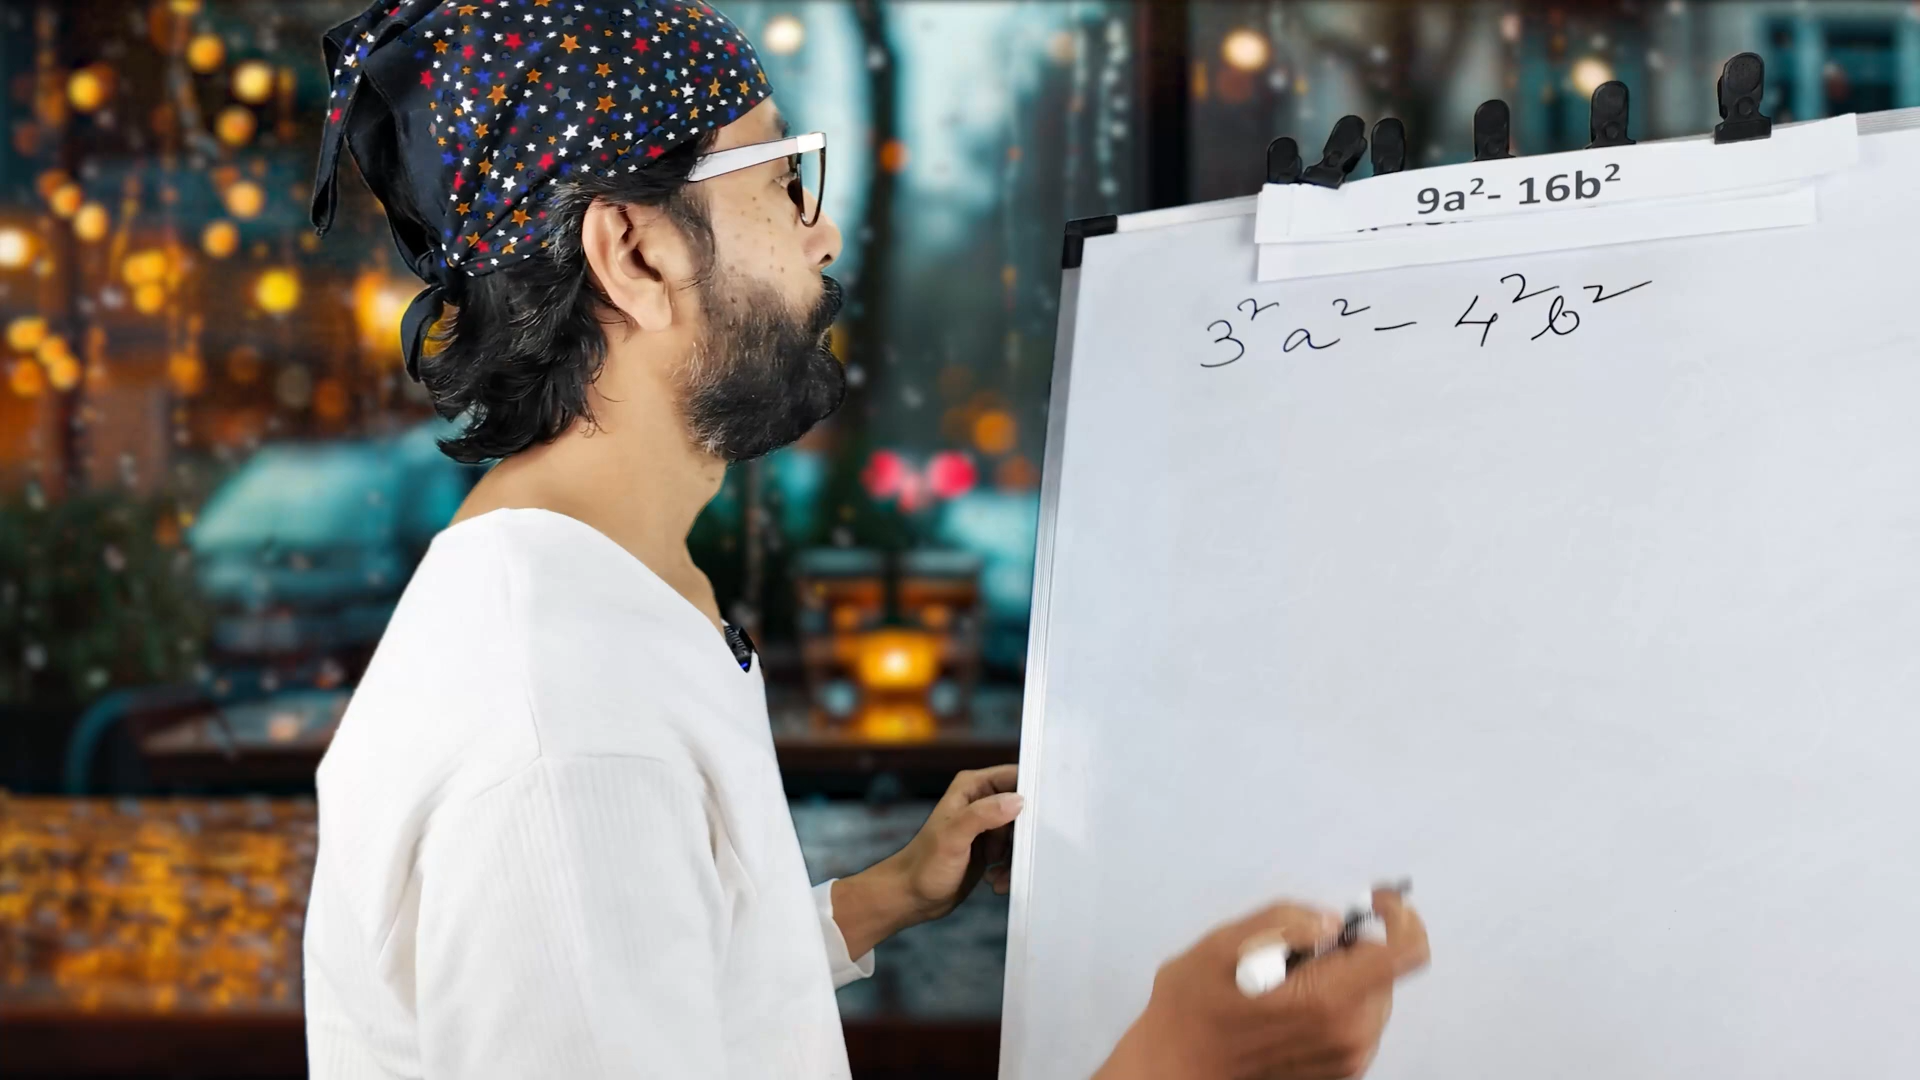 9a²- 16b²
3²a² - 4²b²